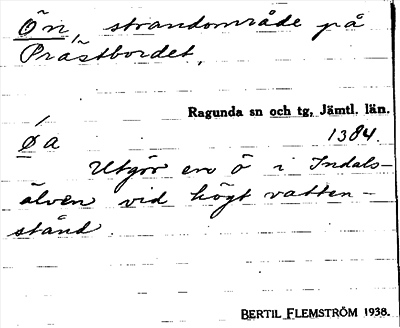 Ön, strandområde på
Prästbordet,
Ragunda sn och tg, Jämtl. län.
Øa 1384.
Utgör en ö i Indals-
älven vid högt vatten-
stånd
BERTIL FLEMSTRÖM 1938.